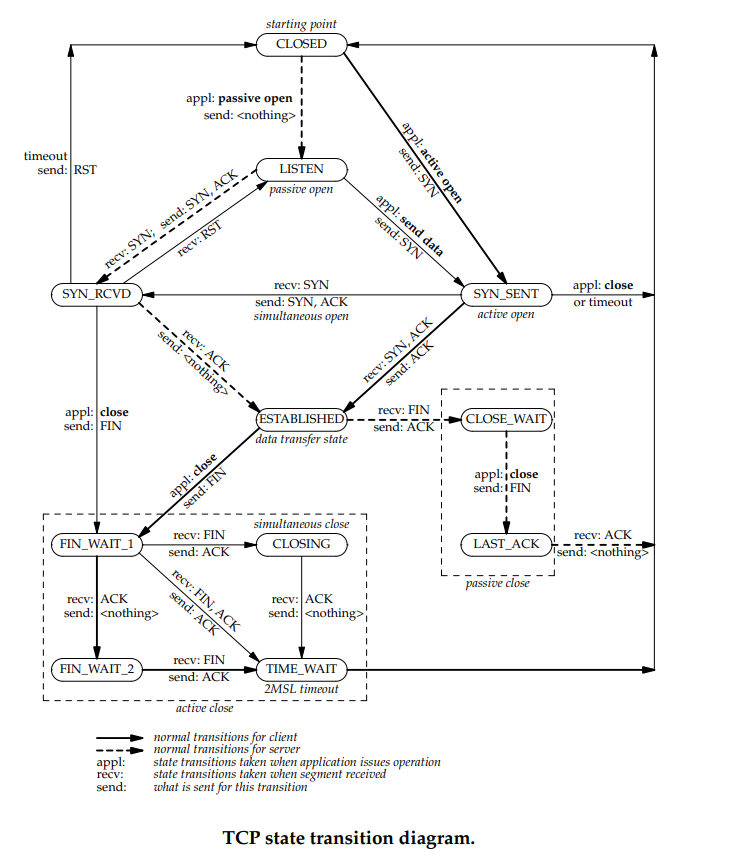 starting point
CLOSED
appl: passive open
send: <nothing>
appl: active open
send: SYN
timeout
send: RST
LISTEN
passive open
recv: SYN; send: SYN, ACK
recv: RST
appl: send data
send: SYN
SYN_RCVD
recv: SYN
send: SYN, ACK
simultaneous open
SYN_SENT
active open
appl: close
or timeout
recv: ACK
send: <nothing>
recv: SYN, ACK
send: ACK
appl: close
send: FIN
ESTABLISHED
data transfer state
recv: FIN
send: ACK
CLOSE_WAIT
appl: close
send: FIN
appl: close
send: FIN
LAST_ACK
recv: ACK
send: <nothing>
passive close
FIN_WAIT_1
recv: FIN
send: ACK
simultaneous close
CLOSING
recv: ACK
send: <nothing>
recv: FIN, ACK
send: ACK
recv: ACK
send: <nothing>
FIN_WAIT_2
recv: FIN
send: ACK
TIME_WAIT
2MSL timeout
active close
normal transitions for client
normal transitions for server
appl: state transitions taken when application issues operation
recv: state transitions taken when segment received
send: what is sent for this transition
TCP state transition diagram.